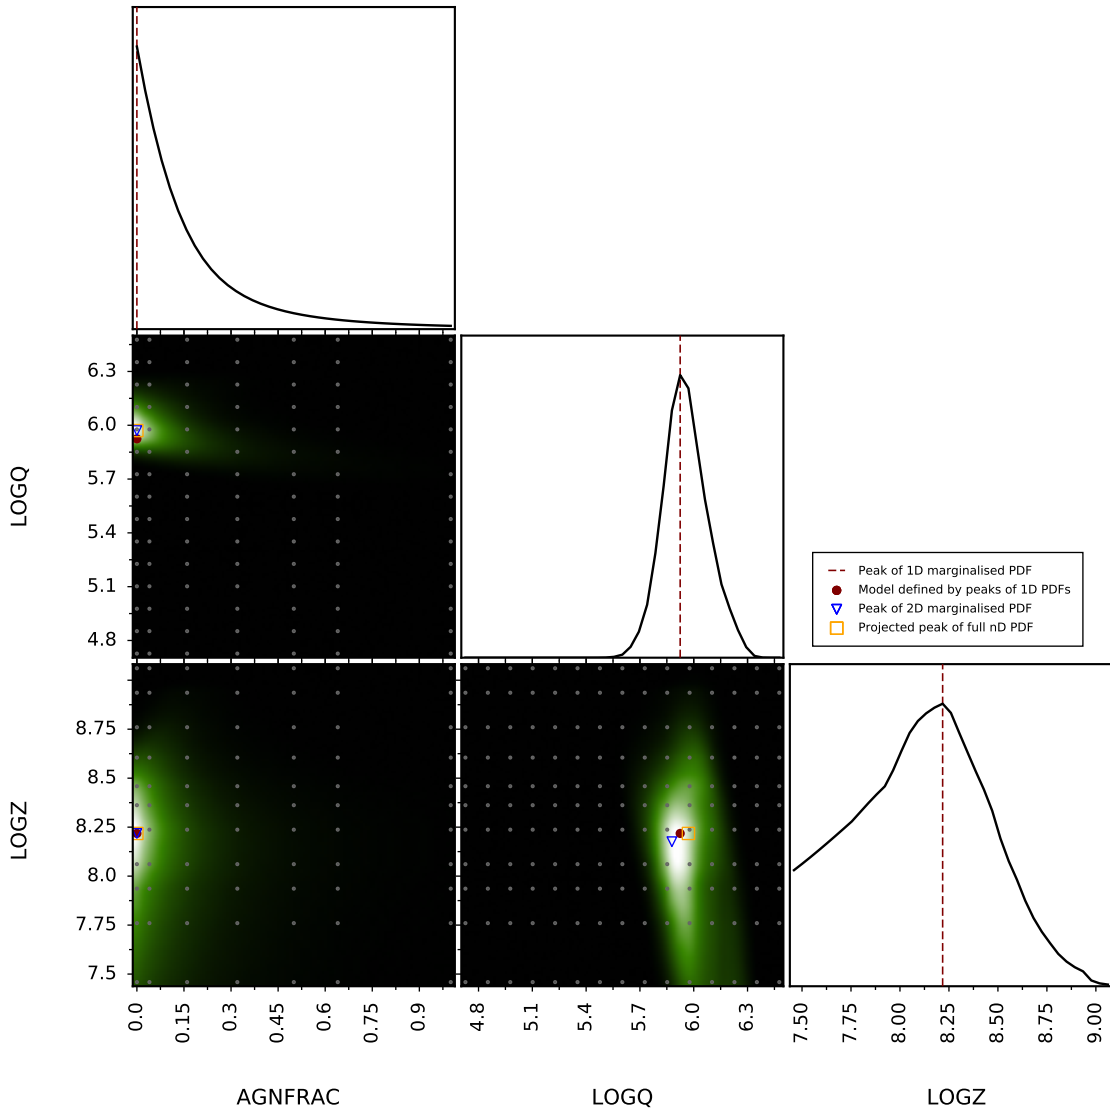 6.3
6.0
5.7
5.4
5.1
4.8
LOGQ
Peak of 1D marginalised PDF
Model defined by peaks of 1D PDFs
Peak of 2D marginalised PDF
Projected peak of full nD PDF
8.75
8.5
8.25
8.0
7.75
7.5
LOGZ
0.0 0.15 0.3 0.45 0.6 0.75 0.9
4.8 5.1 5.4 5.7 6.0 6.3
7.50 7.75 8.00 8.25 8.50 8.75 9.00
AGNFRAC LOGQ LOGZ